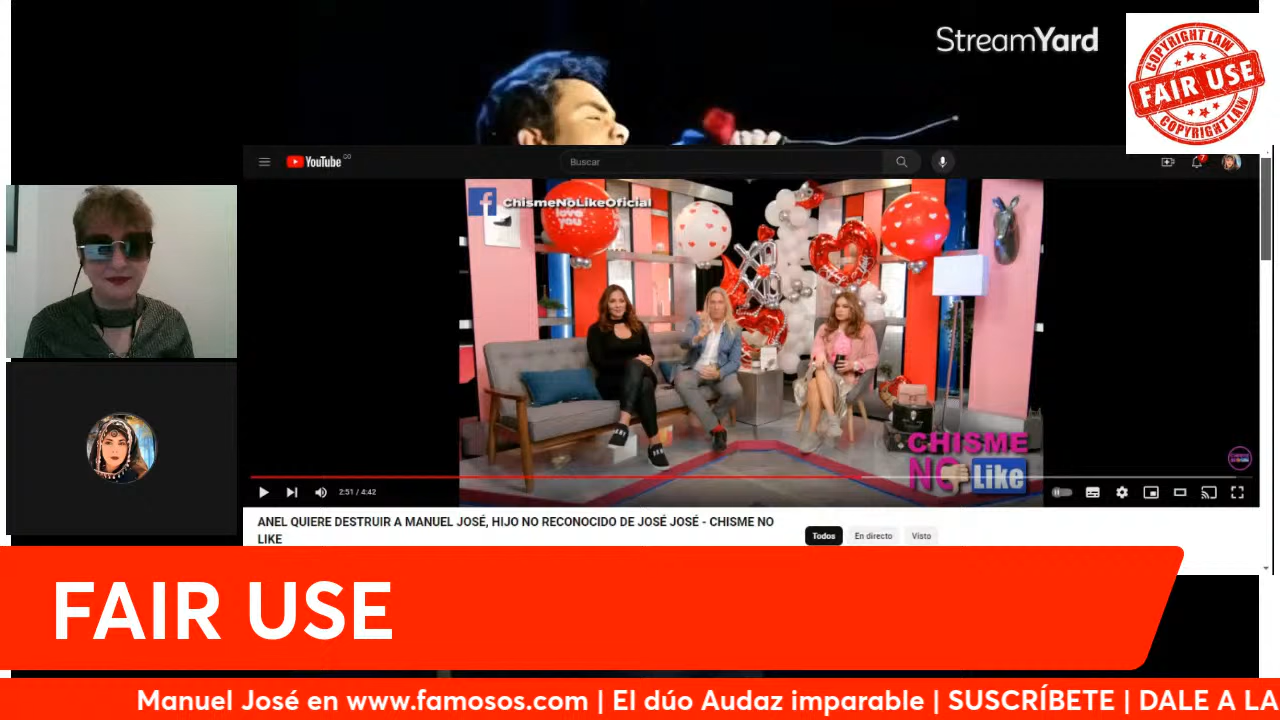 StreamYard
COPYRIGHT LAW
FAIR USE
COPYRIGHT LAW
YouTube CO
Buscar
ChismeNoLikeOficial
love
you
CHISME
NO Like
2:51 / 4:42
ANEL QUIERE DESTRUIR A MANUEL JOSÉ, HIJO NO RECONOCIDO DE JOSÉ JOSÉ - CHISME NO
LIKE
Todos
En directo
Visto
FAIR USE
Manuel José en www.famosos.com | El dúo Audaz imparable | SUSCRÍBETE | DALE A LA